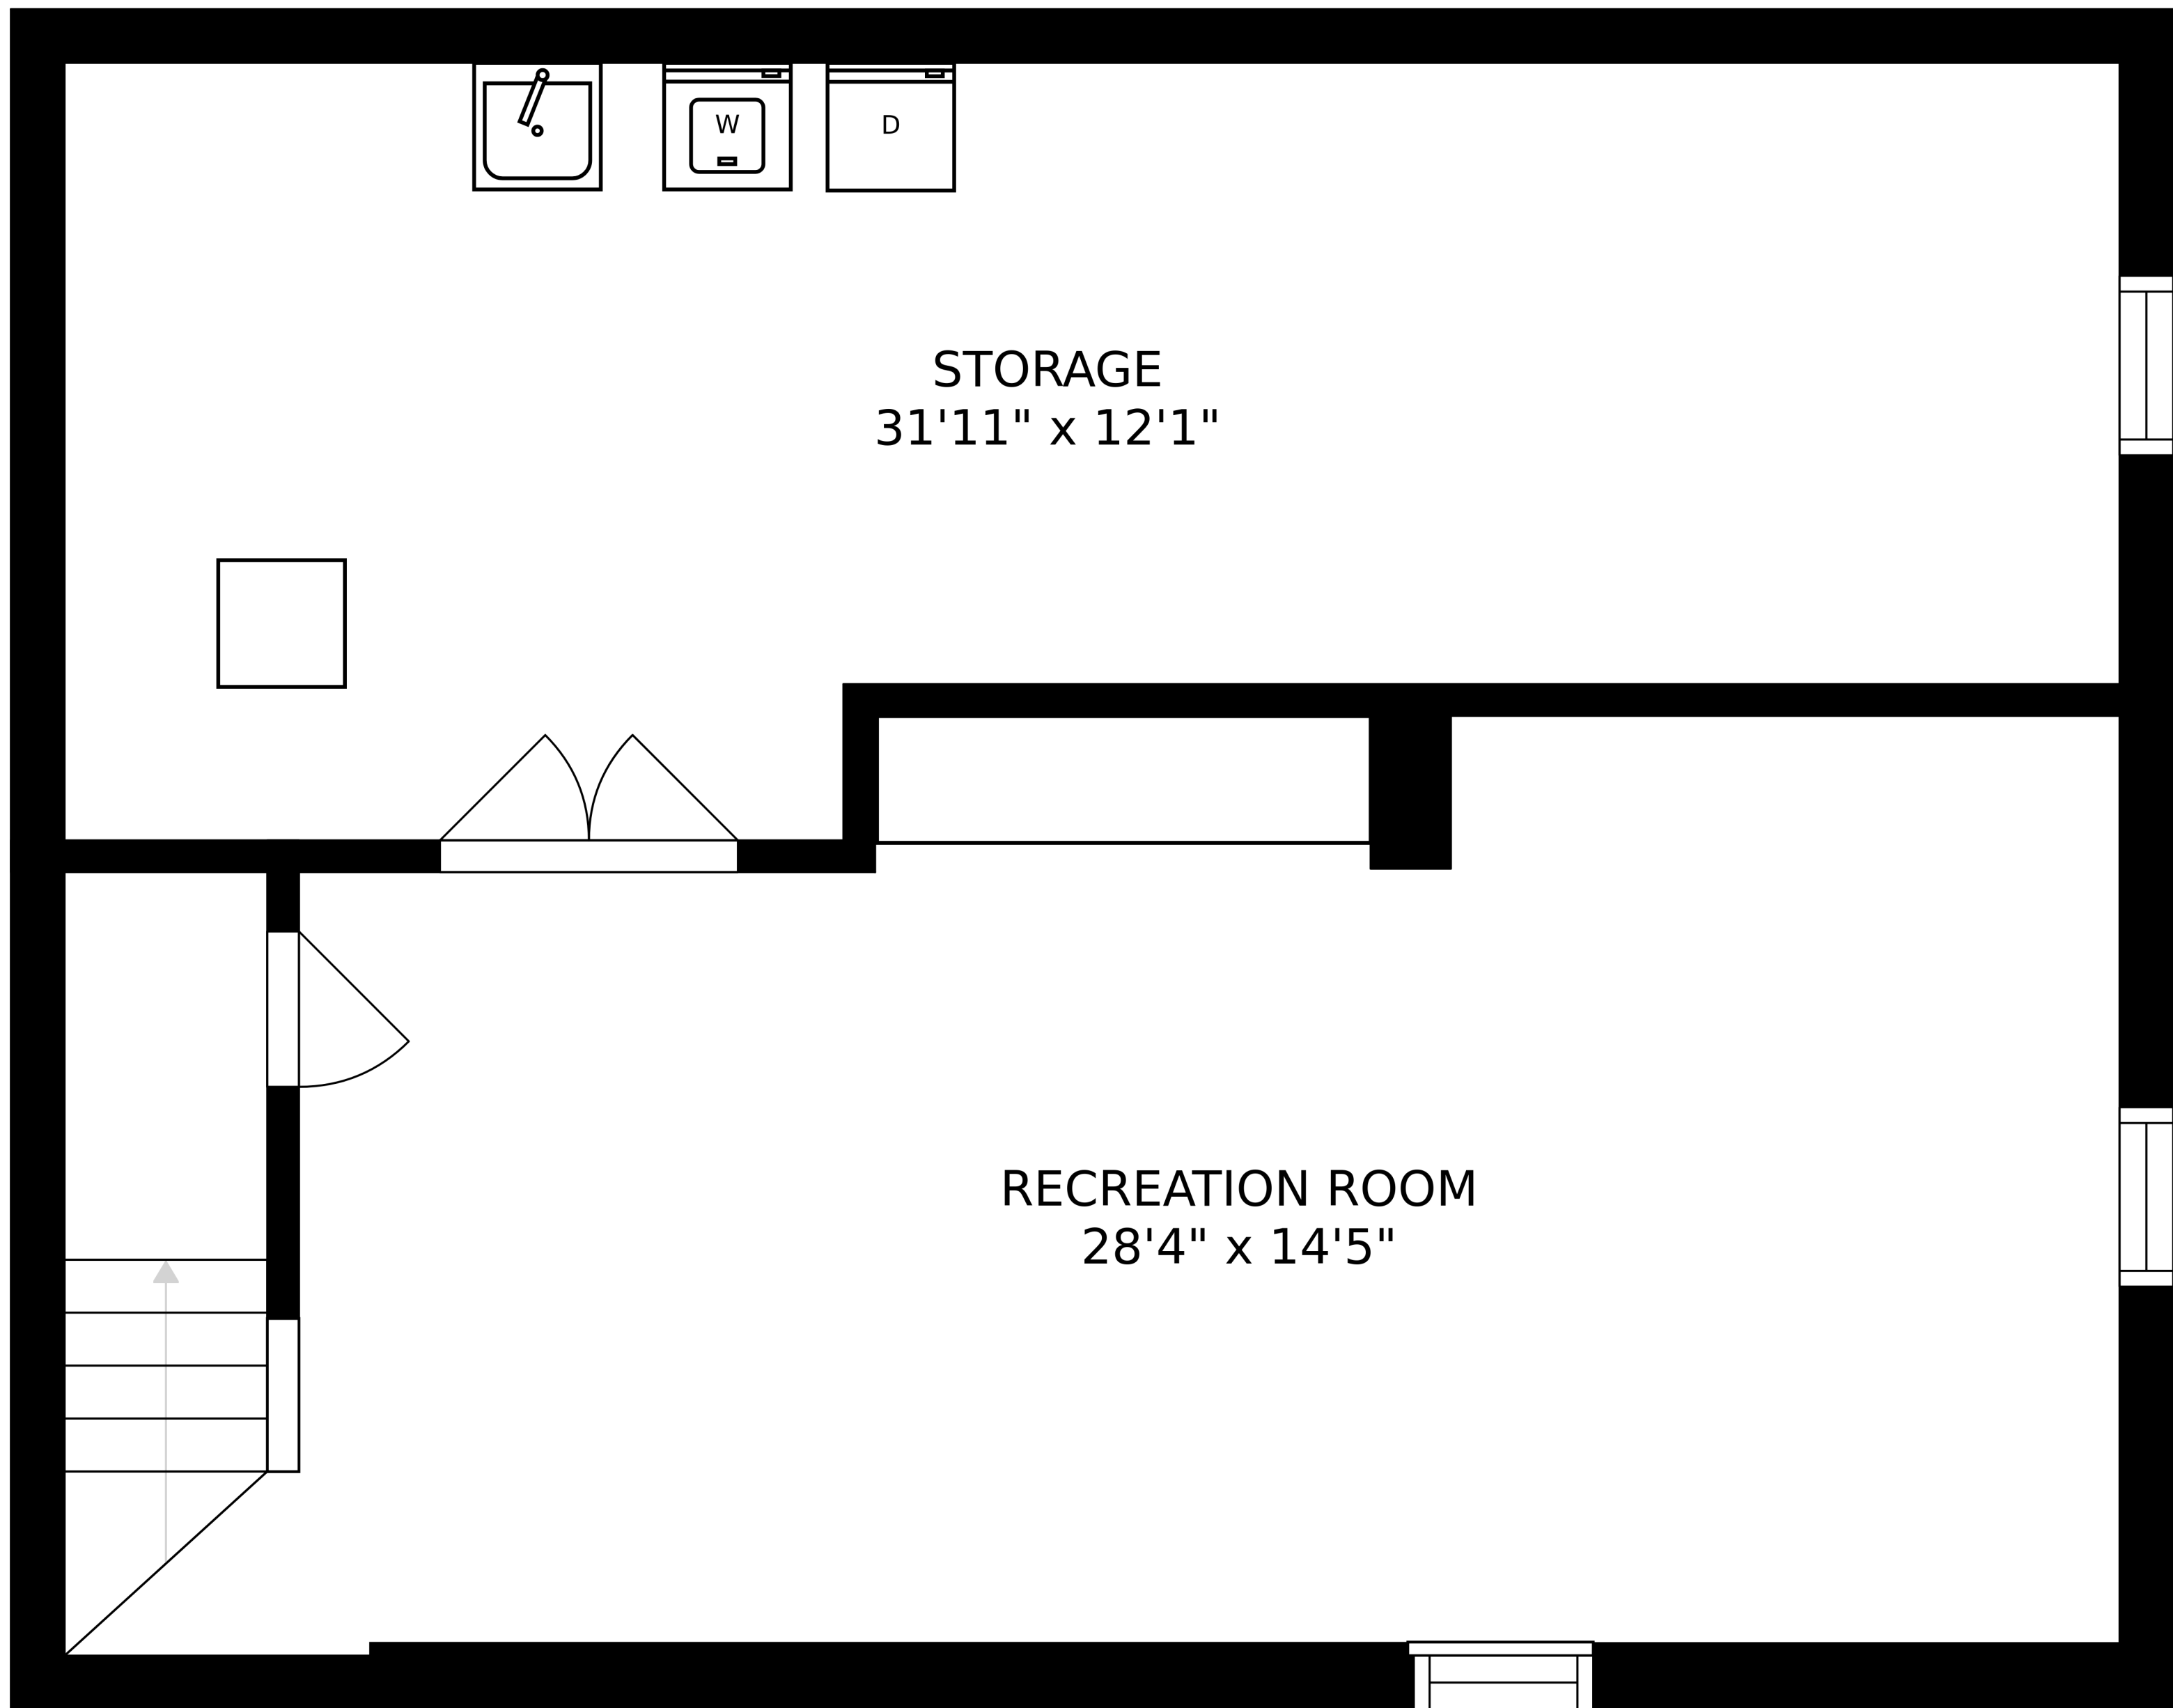 W
D
STORAGE
31'11" x 12'1"
RECREATION ROOM
28'4" x 14'5"